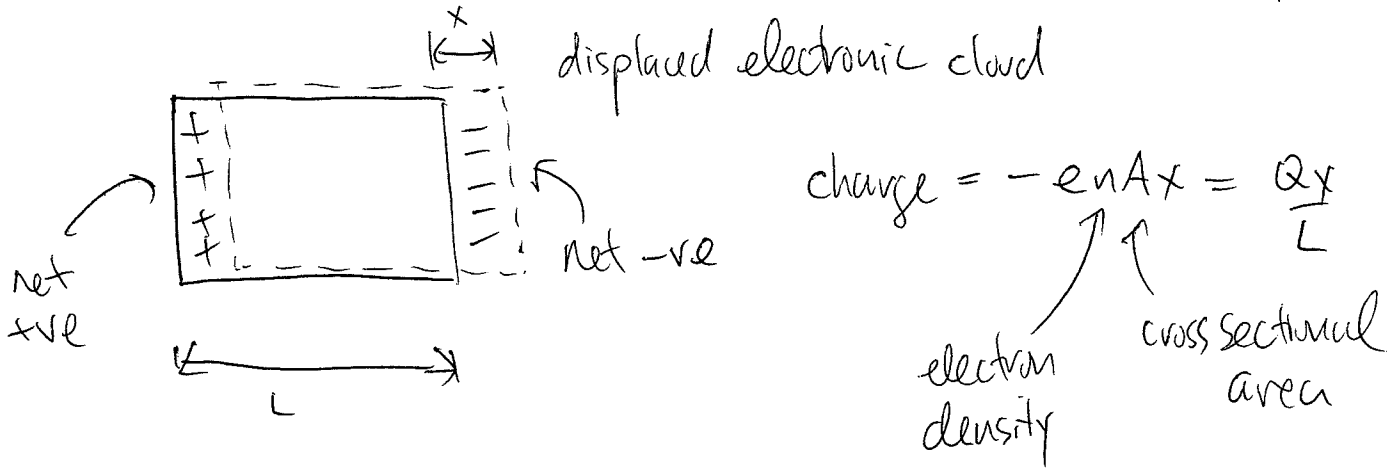 x
displaced electronic cloud
+
+
+
+
charge = - enAx = Qx
L
net -ve
net
+ve
L
electron
density
cross sectional
area